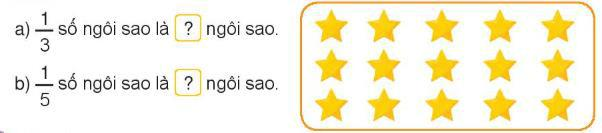 a) 1/3 số ngôi sao là ? ngôi sao.
b) 1/5 số ngôi sao là ? ngôi sao.